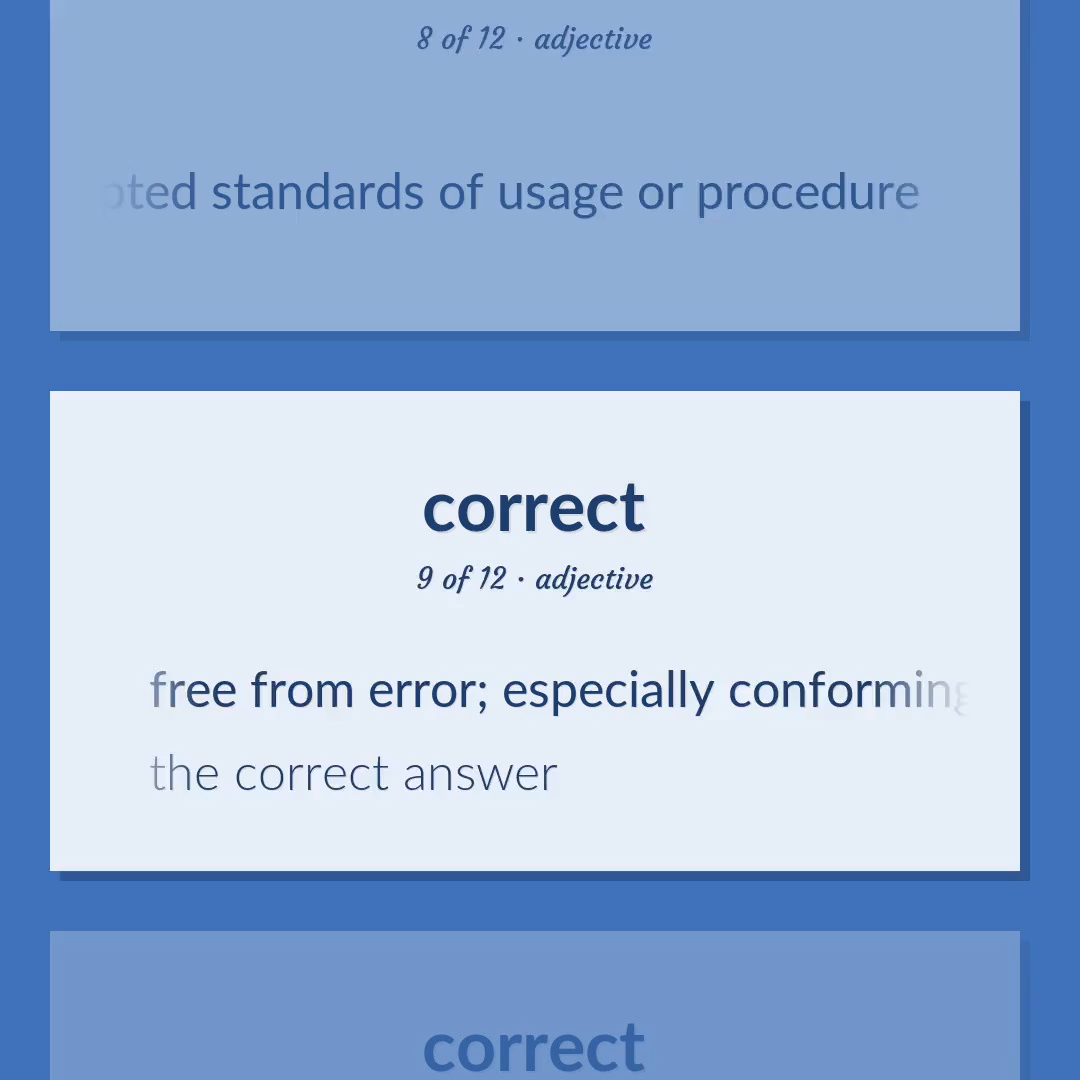 8 of 12 · adjective
standards of usage or procedure
correct
9 of 12 · adjective
free from error; especially conforming
the correct answer
correct